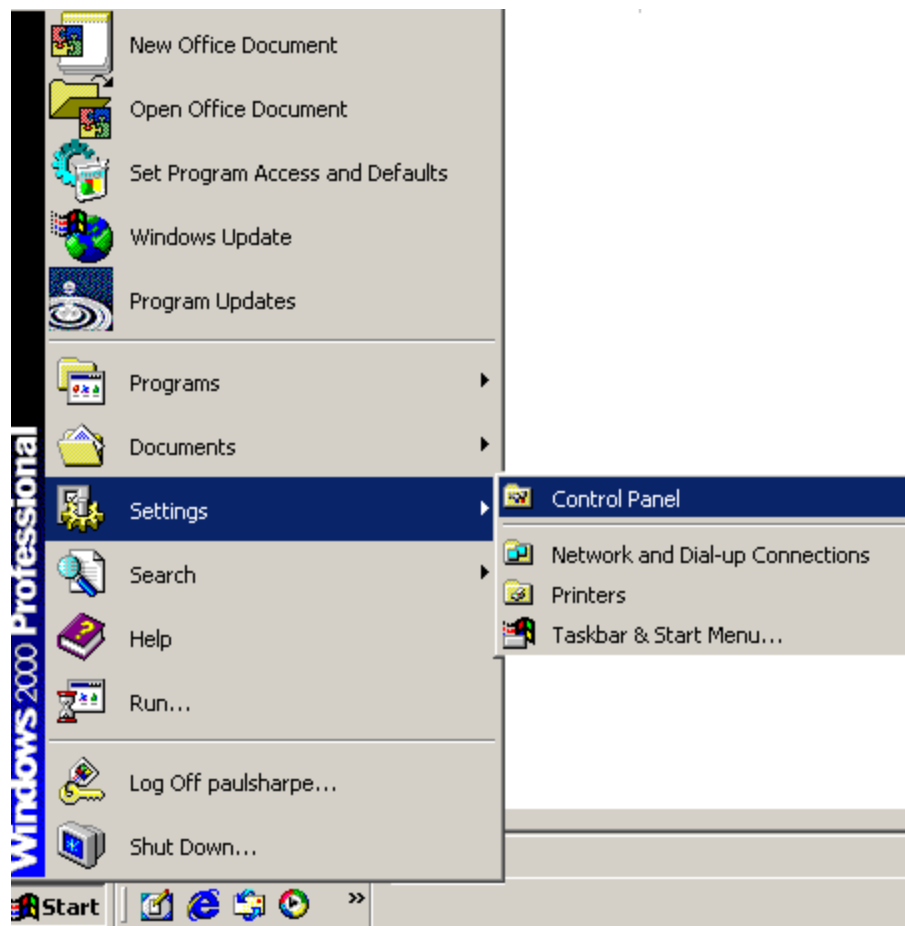 New Office Document
Open Office Document
Set Program Access and Defaults
Windows Update
Program Updates
Programs
Documents
Settings
Search
Help
Run...
Log Off paulsharpe...
Shut Down...
Control Panel
Network and Dial-up Connections
Printers
Taskbar & Start Menu...
Windows 2000 Professional
Start
»